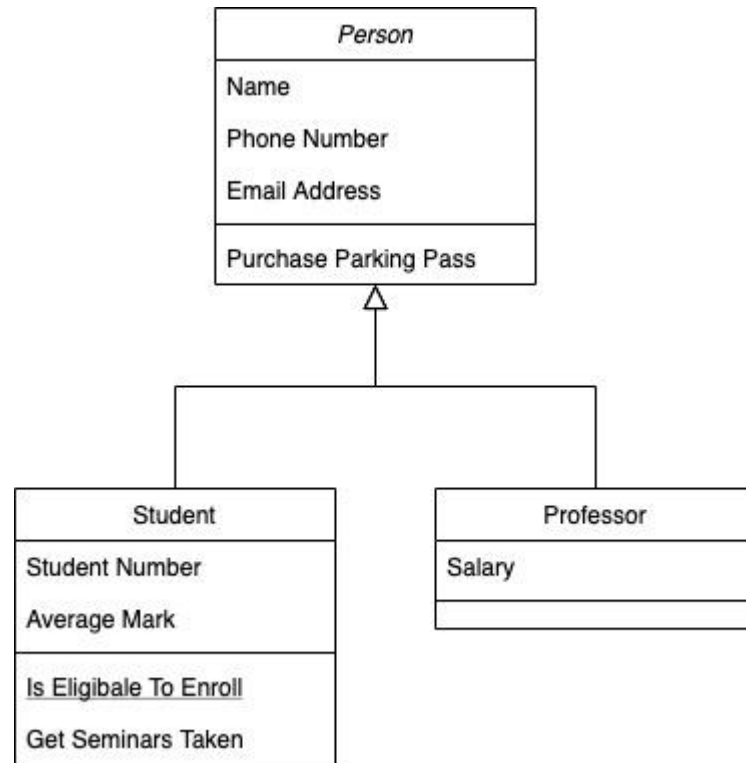 Person
Name
Phone Number
Email Address
Purchase Parking Pass
Student
Student Number
Average Mark
Is Eligibale To Enroll
Get Seminars Taken
Professor
Salary